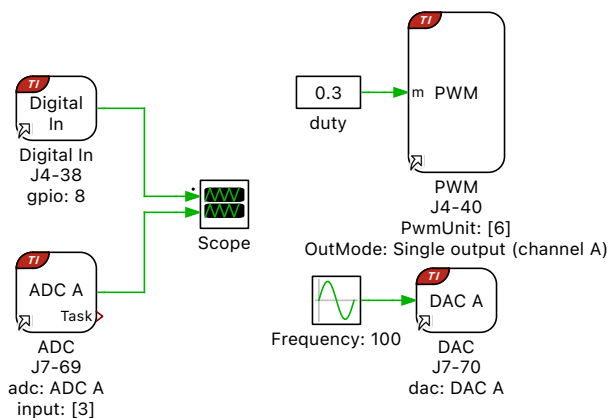 TI
Digital
In
Digital In
J4-38
gpio: 8
TI
ADC A
Task
ADC
J7-69
adc: ADC A
input: [3]
Scope
0.3
duty
TI
m PWM
PWM
J4-40
PwmUnit: [6]
OutMode: Single output (channel A)
Frequency: 100
TI
DAC A
DAC
J7-70
dac: DAC A